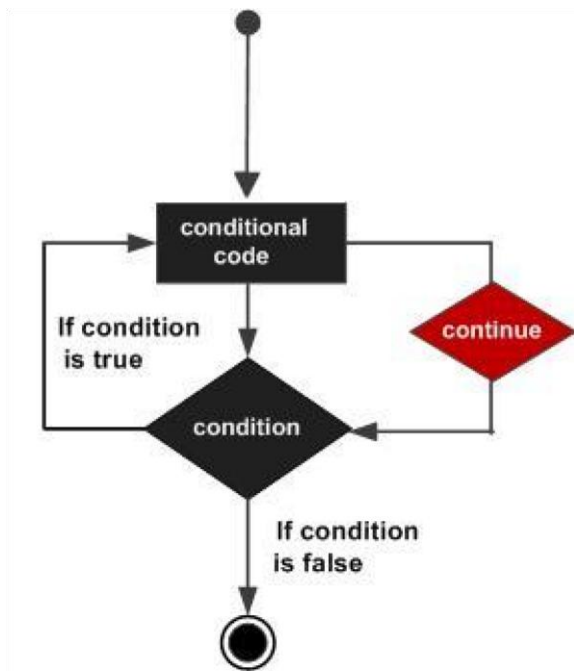 conditional
code
If condition
is true
continue
condition
If condition
is false